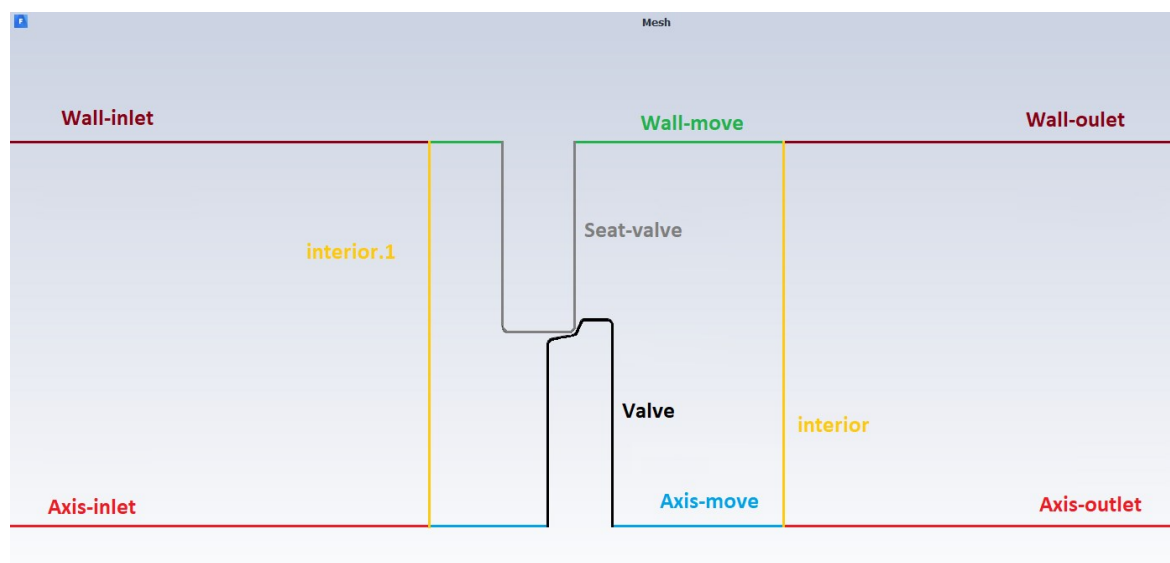 Mesh
Wall-inlet
Wall-move
Wall-oulet
Seat-valve
interior.1
Valve
interior
Axis-inlet
Axis-move
Axis-outlet